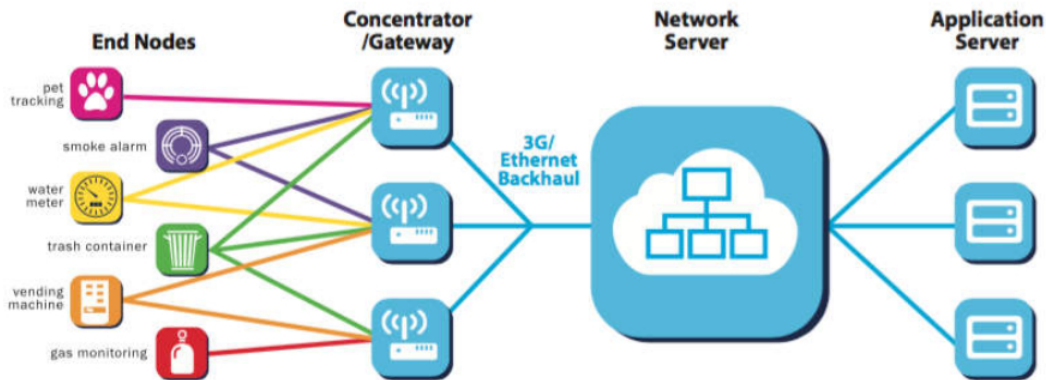 End Nodes
Concentrator
/Gateway
Network
Server
Application
Server
pet
tracking
smoke alarm
water
meter
trash container
vending
machine
gas monitoring
3G/
Ethernet
Backhaul